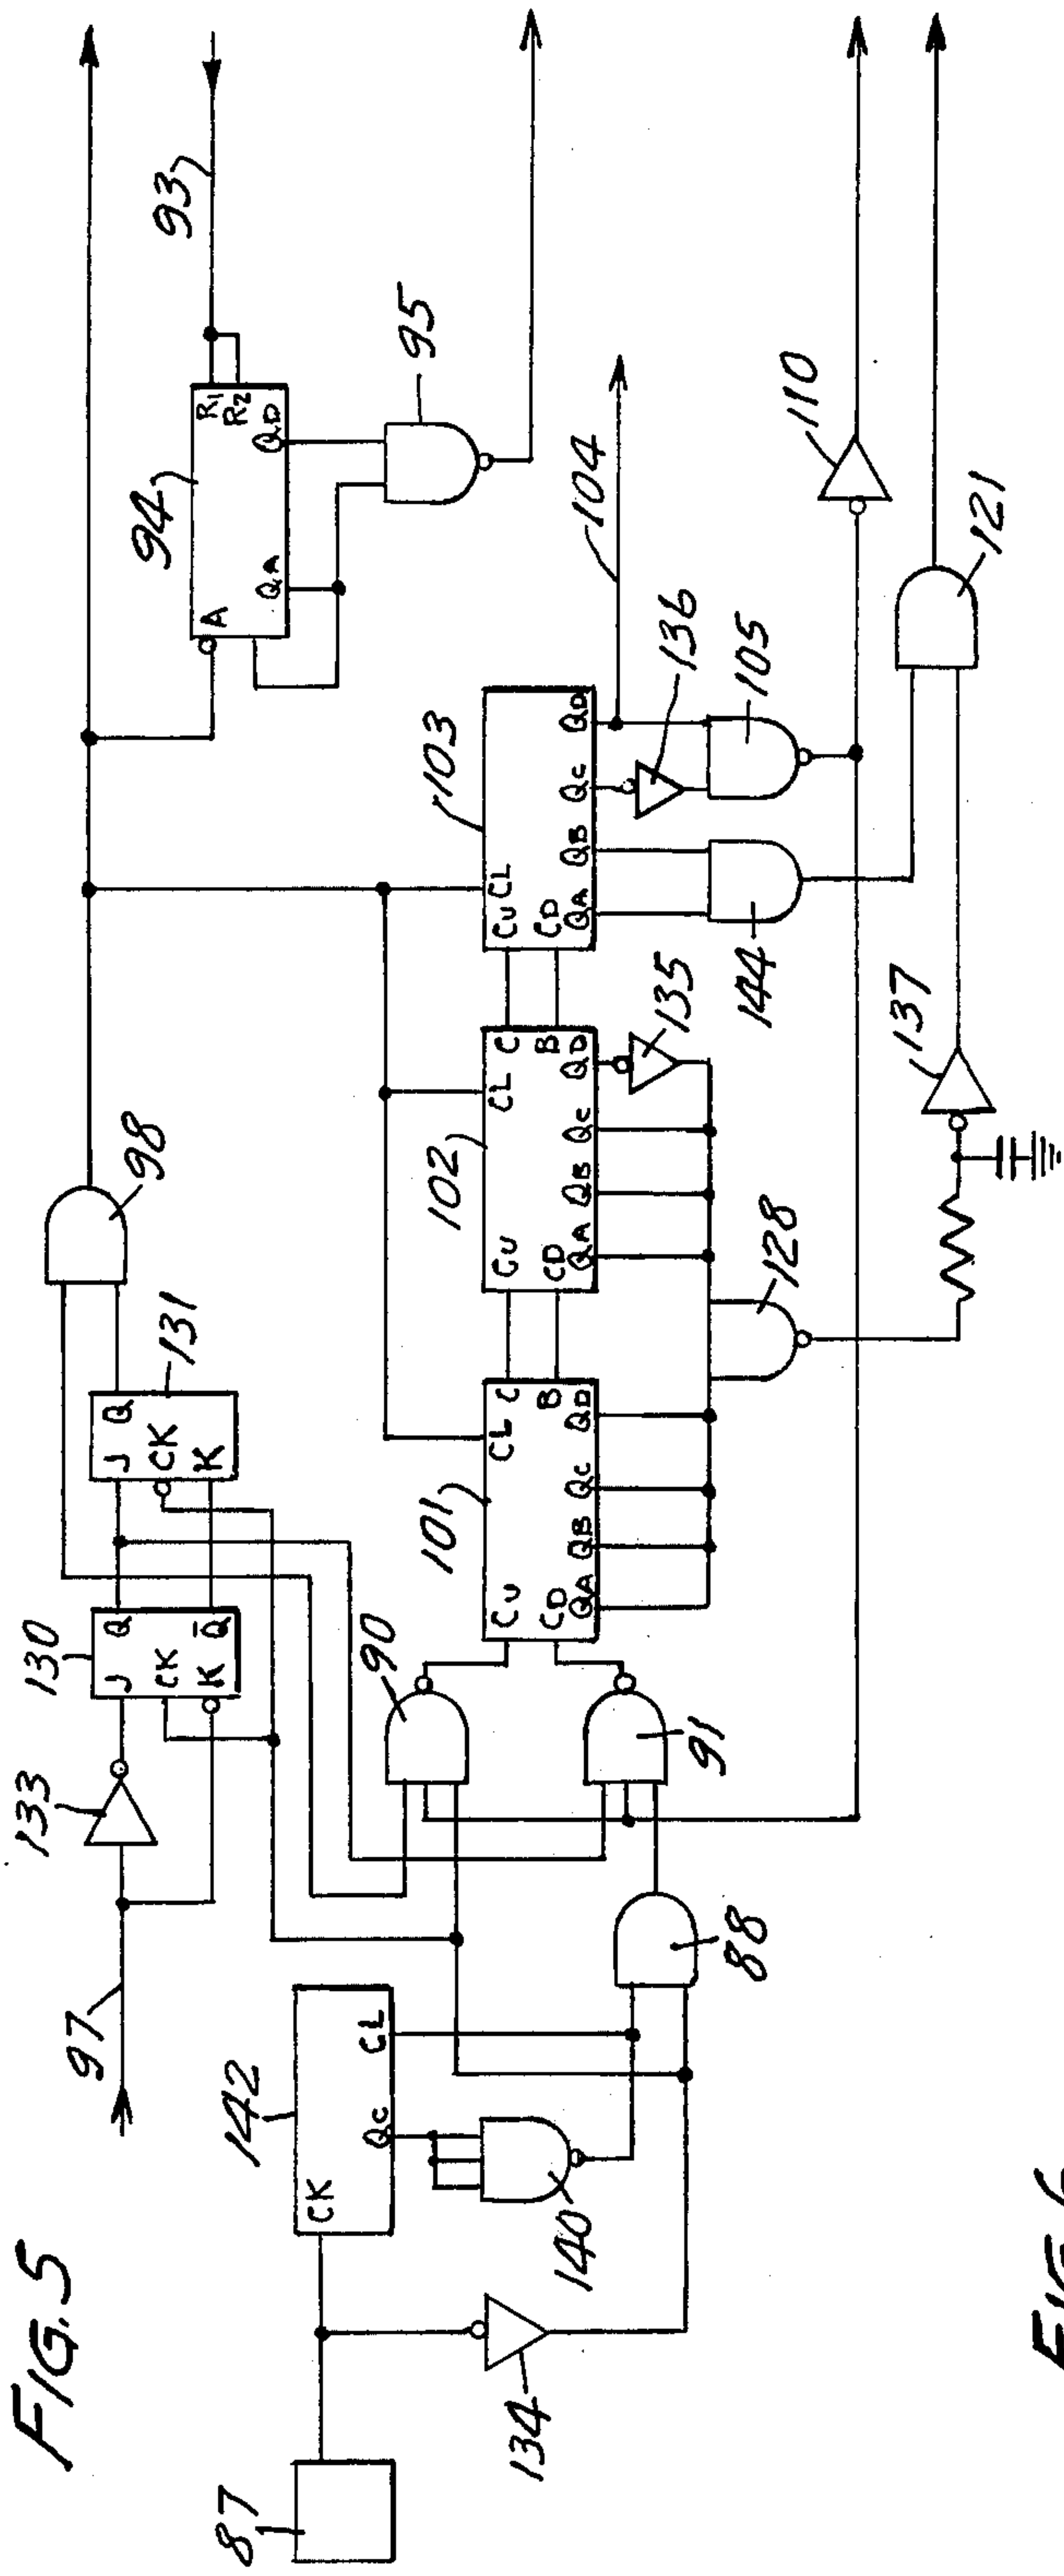 FIG. 5
97
133
130
J Q
CK
K Q̅
131
J Q
CK
K
98
93
94
A
R1
R2
QA QD
95
87
134
142
CK
QC CL
140
88
90
91
101
CU CL C
CD B
QA QB QC QD
102
CU CL C
CD B
QA QB QC QD
135
103
CU CL
CD
QA QB QC QD
104
136
105
144
128
137
110
121